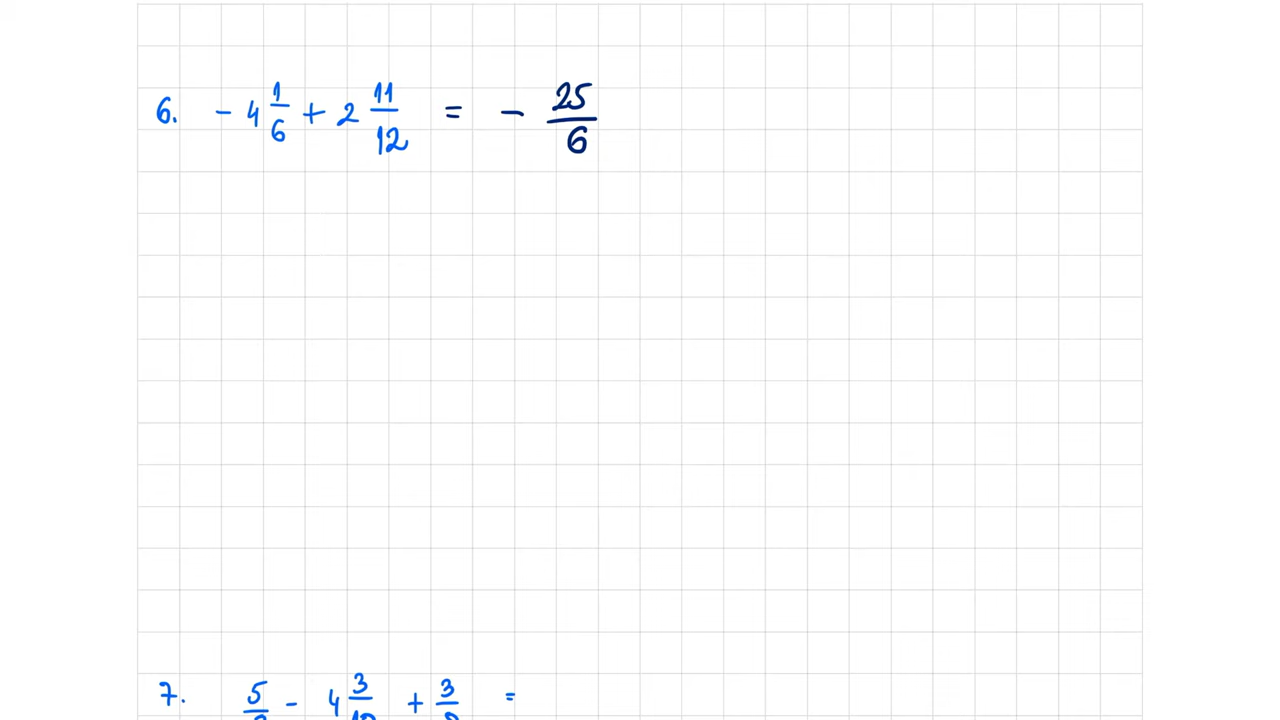 6. - 4 1/6 + 2 11/12 = - 25/6
7. 5/ - 4 3/ + 3/ =